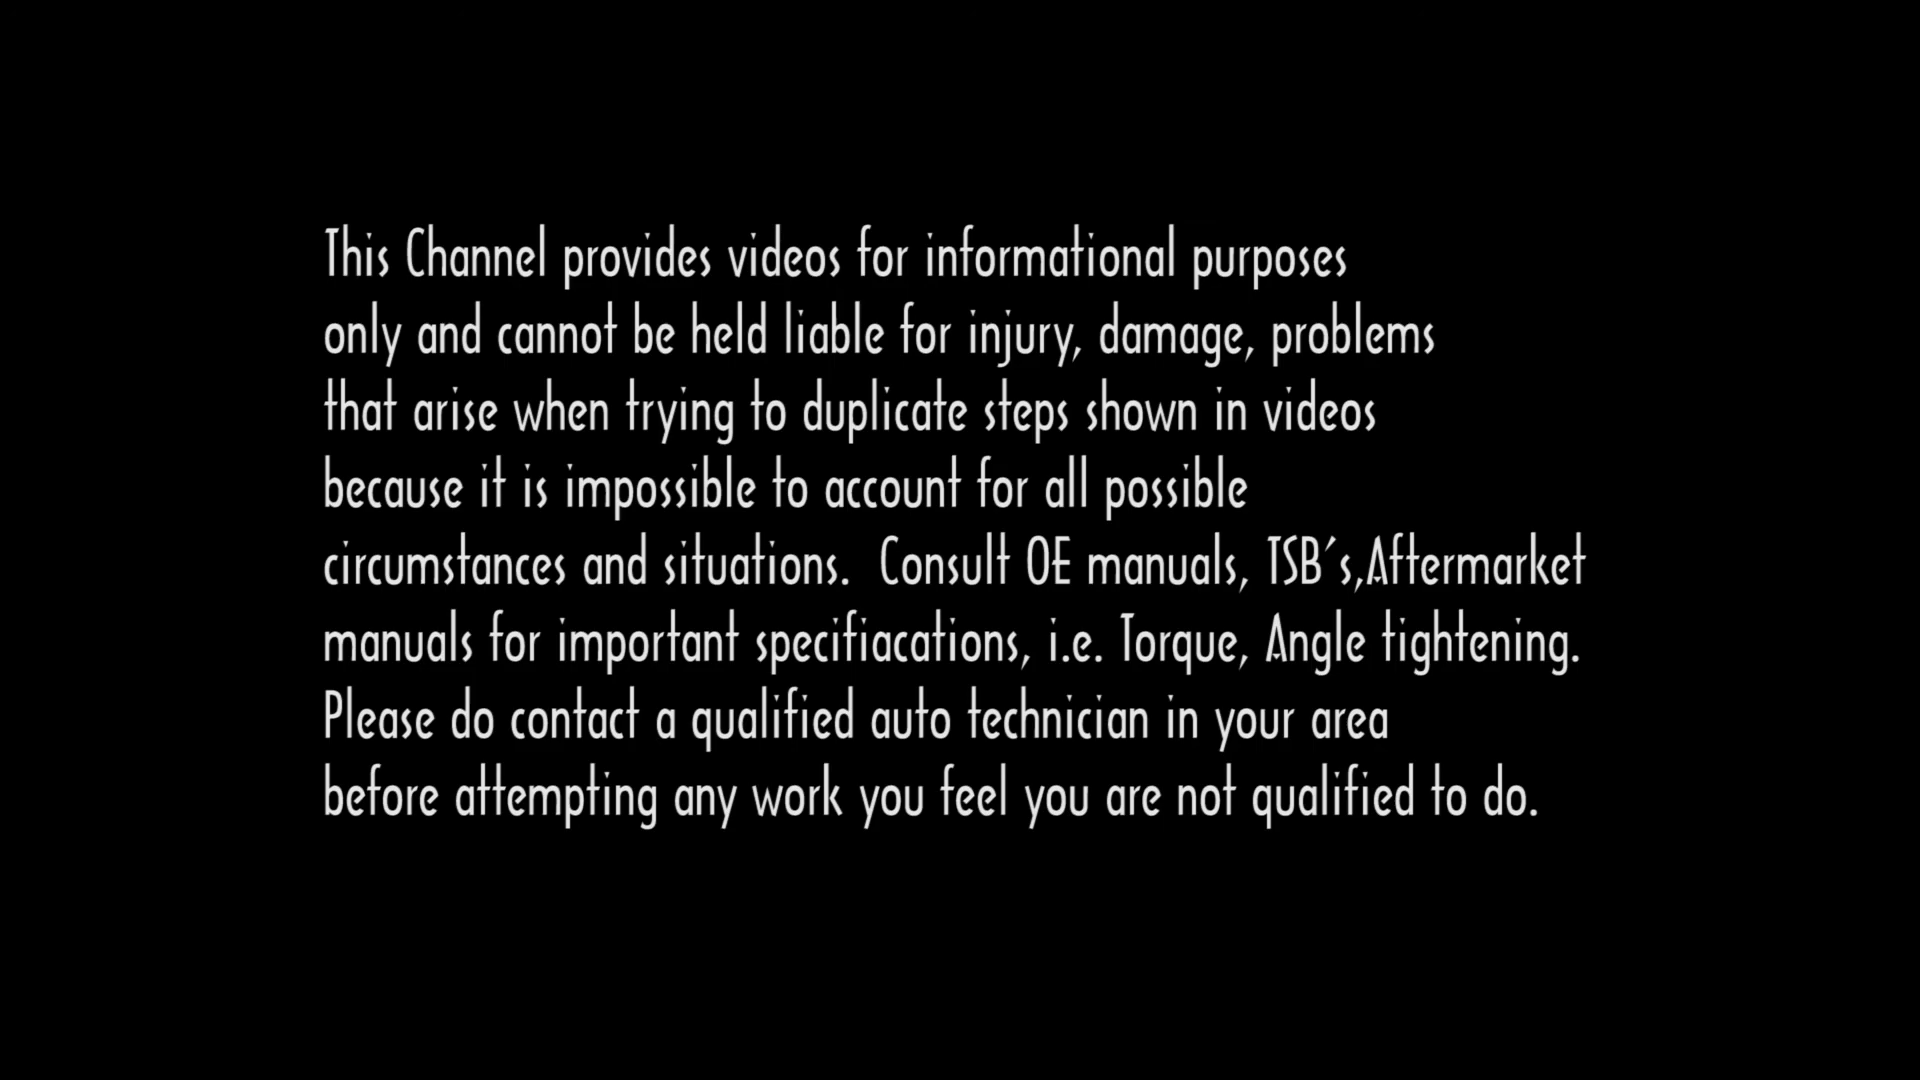 This Channel provides videos for informational purposes
only and cannot be held liable for injury, damage, problems
that arise when trying to duplicate steps shown in videos
because it is impossible to account for all possible
circumstances and situations.  Consult OE manuals, TSB's,Aftermarket
manuals for important specifiacations, i.e. Torque, Angle tightening.
Please do contact a qualified auto technician in your area
before attempting any work you feel you are not qualified to do.